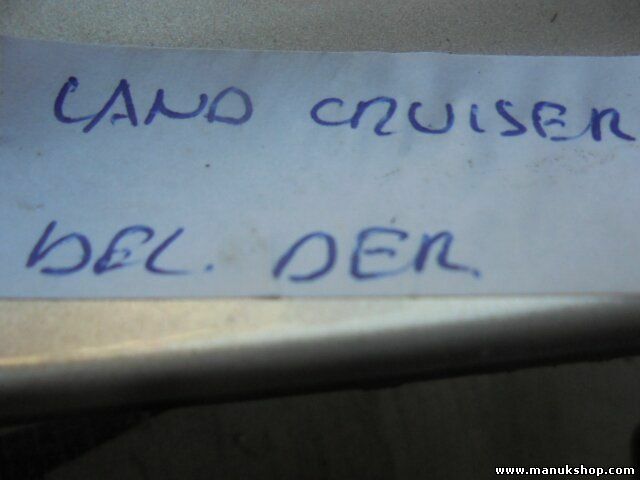 LAND CRUISER
DEL. DER.
www.manukshop.com